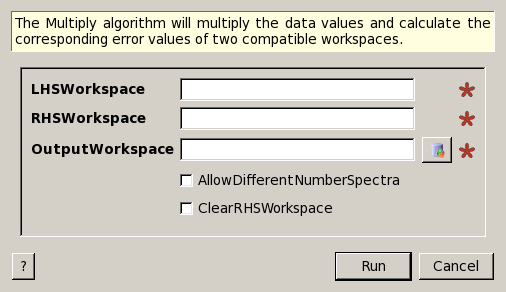 The Multiply algorithm will multiply the data values and calculate the
corresponding error values of two compatible workspaces.
LHSWorkspace
RHSWorkspace
OutputWorkspace
AllowDifferentNumberSpectra
ClearRHSWorkspace
? Run Cancel